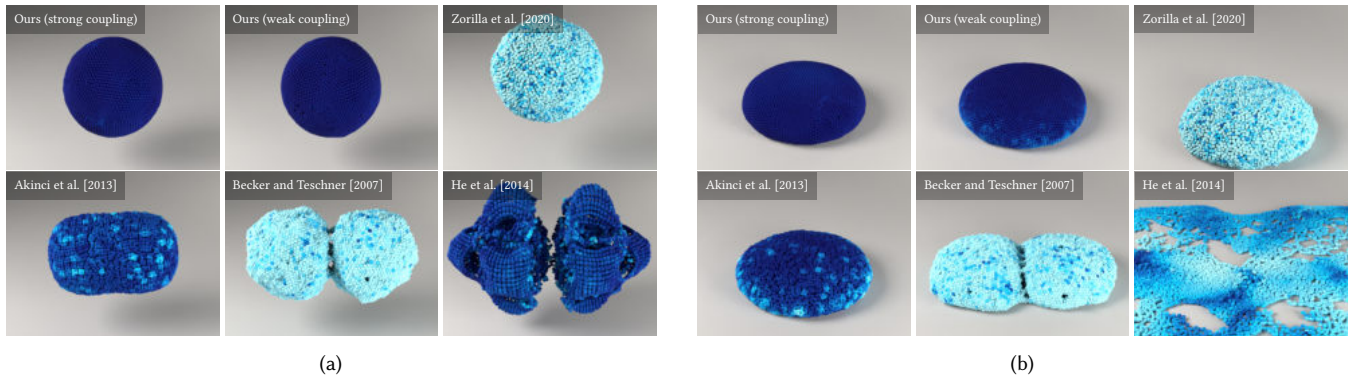 Ours (strong coupling)
Ours (weak coupling)
Zorilla et al. [2020]
Akinci et al. [2013]
Becker and Teschner [2007]
He et al. [2014]
(a)
Ours (strong coupling)
Ours (weak coupling)
Zorilla et al. [2020]
Akinci et al. [2013]
Becker and Teschner [2007]
He et al. [2014]
(b)